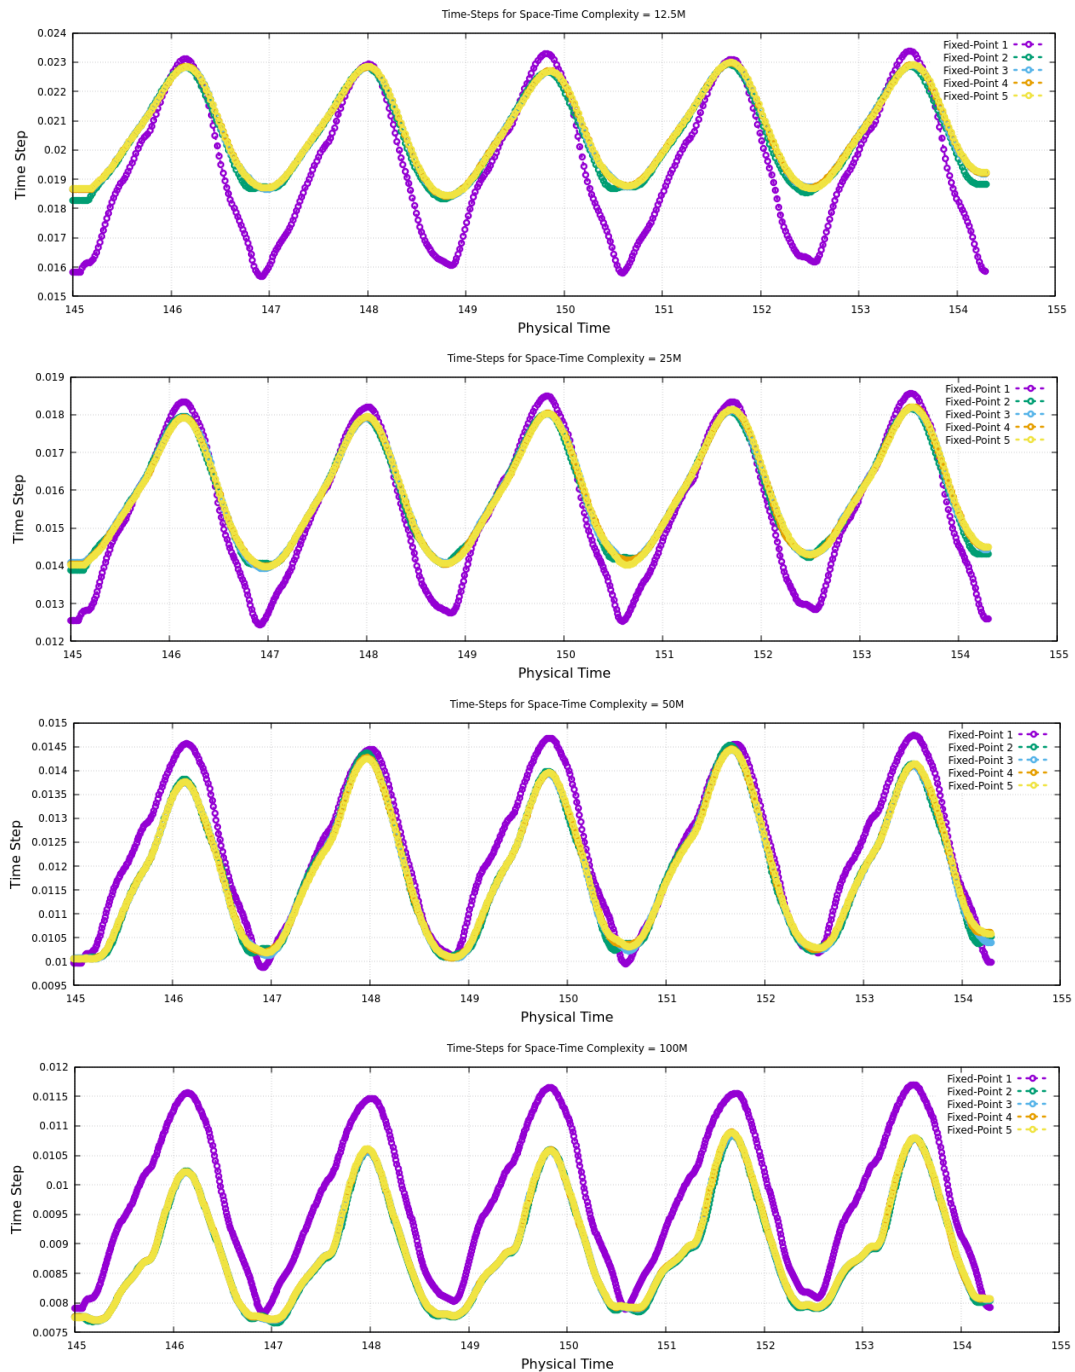 Time-Steps for Space-Time Complexity = 12.5M
0.024
0.023
0.022
0.021
0.02
0.019
0.018
0.017
0.016
0.015
Time Step
Fixed-Point 1
Fixed-Point 2
Fixed-Point 3
Fixed-Point 4
Fixed-Point 5
145 146 147 148 149 150 151 152 153 154 155
Physical Time
Time-Steps for Space-Time Complexity = 25M
0.019
0.018
0.017
0.016
0.015
0.014
0.013
0.012
Time Step
Fixed-Point 1
Fixed-Point 2
Fixed-Point 3
Fixed-Point 4
Fixed-Point 5
145 146 147 148 149 150 151 152 153 154 155
Physical Time
Time-Steps for Space-Time Complexity = 50M
0.015
0.0145
0.014
0.0135
0.013
0.0125
0.012
0.0115
0.011
0.0105
0.01
0.0095
Time Step
Fixed-Point 1
Fixed-Point 2
Fixed-Point 3
Fixed-Point 4
Fixed-Point 5
145 146 147 148 149 150 151 152 153 154 155
Physical Time
Time-Steps for Space-Time Complexity = 100M
0.012
0.0115
0.011
0.0105
0.01
0.0095
0.009
0.0085
0.008
0.0075
Time Step
Fixed-Point 1
Fixed-Point 2
Fixed-Point 3
Fixed-Point 4
Fixed-Point 5
145 146 147 148 149 150 151 152 153 154 155
Physical Time